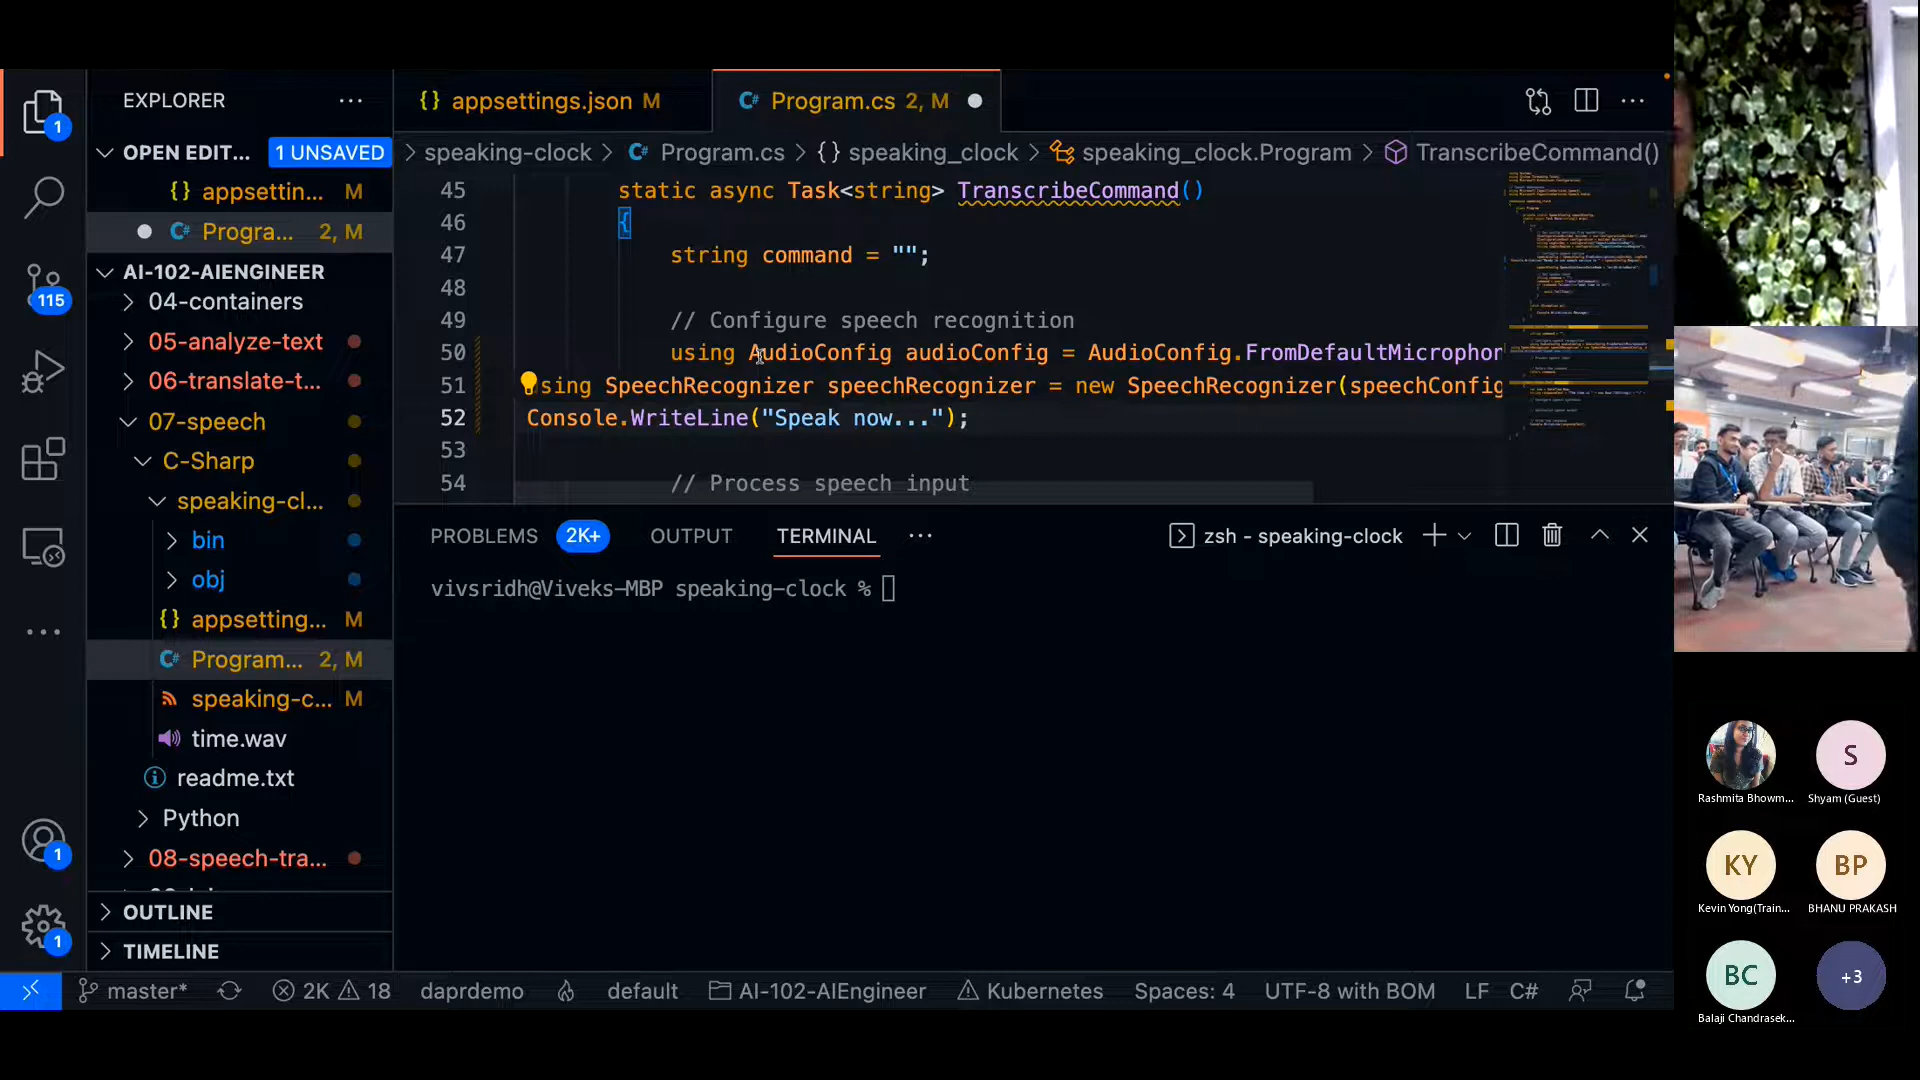 EXPLORER
OPEN EDIT... 1 UNSAVED
appsettin... M
Progra... 2, M
AI-102-AIENGINEER
04-containers
05-analyze-text
06-translate-t...
07-speech
C-Sharp
speaking-cl...
bin
obj
appsetting... M
Program... 2, M
speaking-c... M
time.wav
readme.txt
Python
08-speech-tra...
OUTLINE
TIMELINE
1
115
1
1
appsettings.json M
Program.cs 2, M
speaking-clock > Program.cs > {} speaking_clock > speaking_clock.Program > TranscribeCommand()
45 static async Task<string> TranscribeCommand()
46 {
47 string command = "";
48
49 // Configure speech recognition
50 using AudioConfig audioConfig = AudioConfig.FromDefaultMicrophon
51 using SpeechRecognizer speechRecognizer = new SpeechRecognizer(speechConfig
52 Console.WriteLine("Speak now...");
53
54 // Process speech input
PROBLEMS 2K+ OUTPUT TERMINAL ... zsh - speaking-clock
vivsridh@Viveks-MBP speaking-clock %
master* 2K 18 daprdemo default AI-102-AIEngineer Kubernetes Spaces: 4 UTF-8 with BOM LF C#
S
Rashmita Bhowm... Shyam (Guest)
KY BP
Kevin Yong(Train... BHANU PRAKASH
BC +3
Balaji Chandrasek...